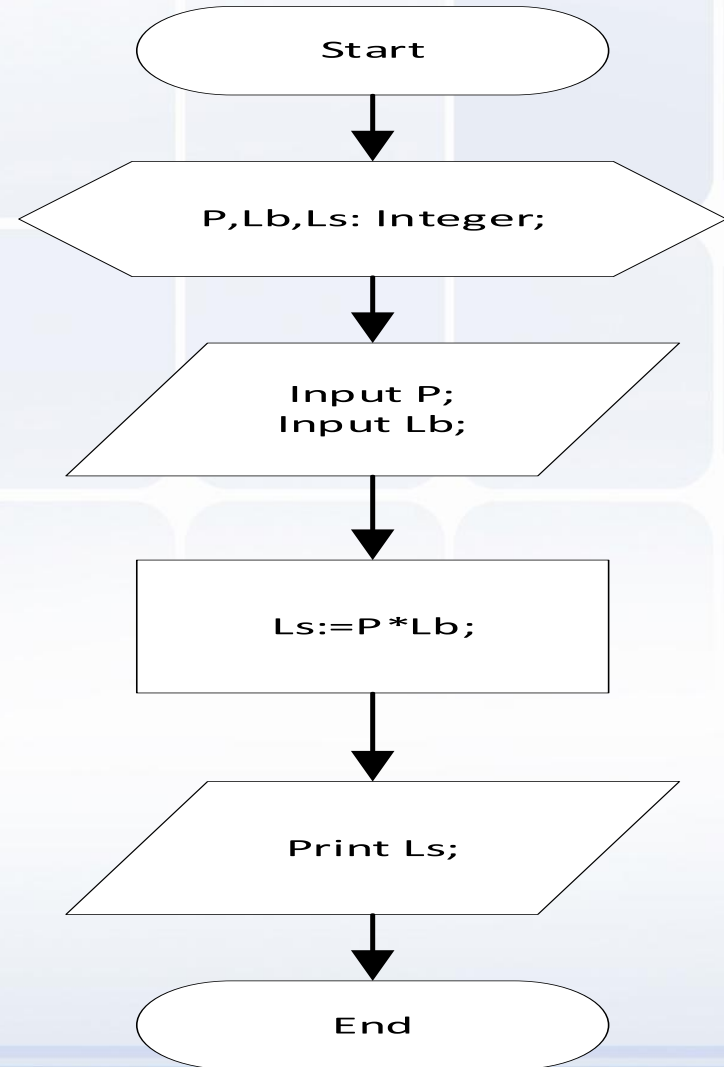 Start
P,Lb,Ls: Integer;
Input P;
Input Lb;
Ls:=P*Lb;
Print Ls;
End